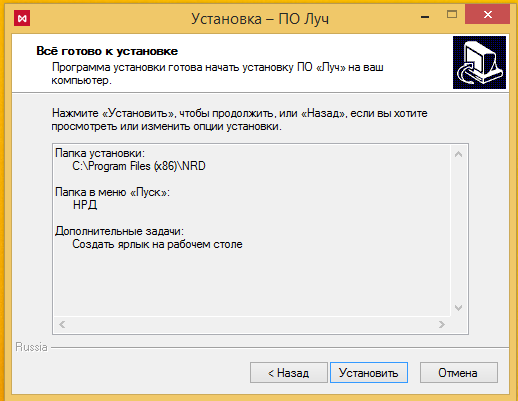 Установка – ПО Луч
Всё готово к установке
Программа установки готова начать установку ПО «Луч» на ваш
компьютер.
Нажмите «Установить», чтобы продолжить, или «Назад», если вы хотите
просмотреть или изменить опции установки.
Папка установки:
C:\Program Files (x86)\NRD
Папка в меню «Пуск»:
НРД
Дополнительные задачи:
Создать ярлык на рабочем столе
Russia
< Назад
Установить
Отмена